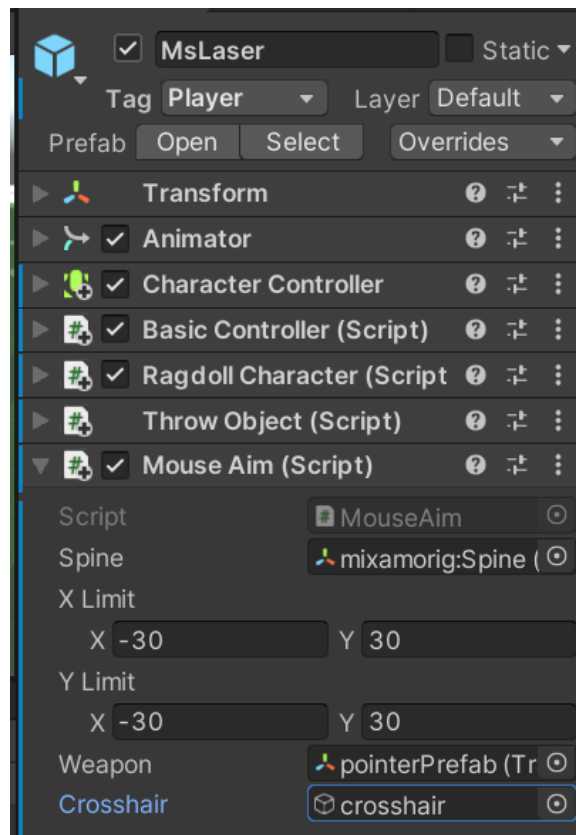 MsLaser Static
Tag Player Layer Default
Prefab Open Select Overrides
Transform
Animator
Character Controller
Basic Controller (Script)
Ragdoll Character (Script
Throw Object (Script)
Mouse Aim (Script)
Script MouseAim
Spine mixamorig:Spine (
X Limit
X -30 Y 30
Y Limit
X -30 Y 30
Weapon pointerPrefab (Tr
Crosshair crosshair